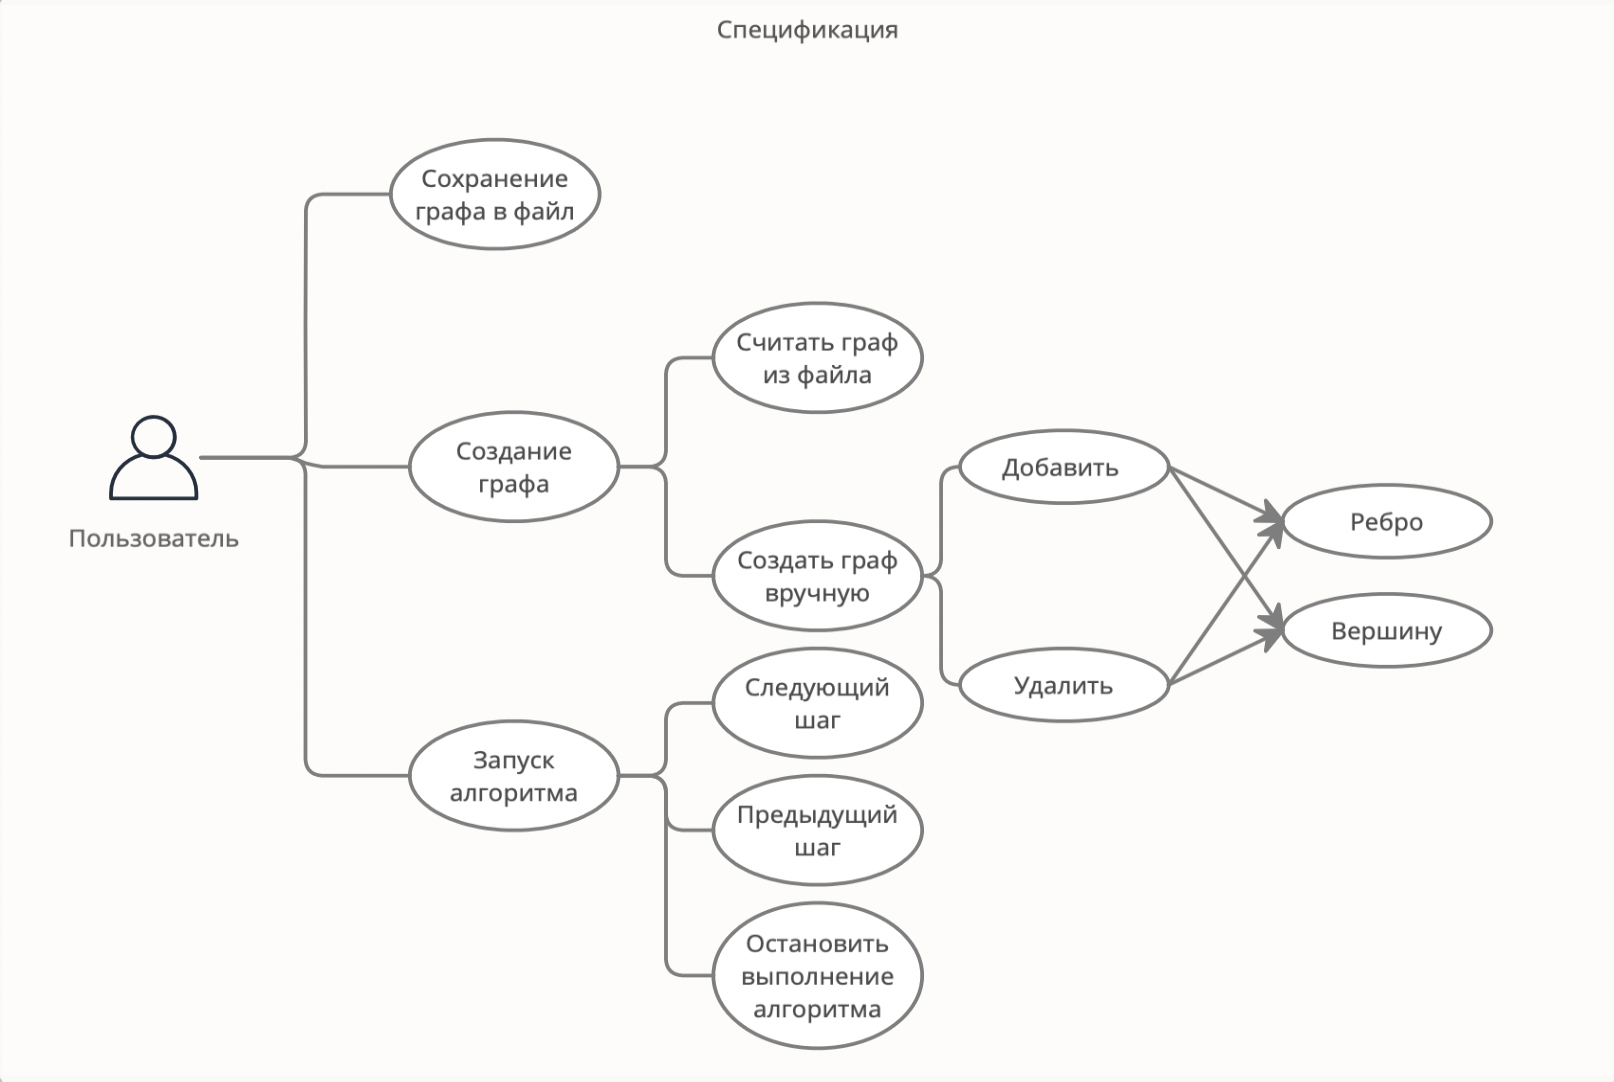 Спецификация
Сохранение
графа в файл
Считать граф
из файла
Создание
графа
Добавить
Ребро
Пользователь
Создать граф
вручную
Вершину
Удалить
Следующий
шаг
Запуск
алгоритма
Предыдущий
шаг
Остановить
выполнение
алгоритма